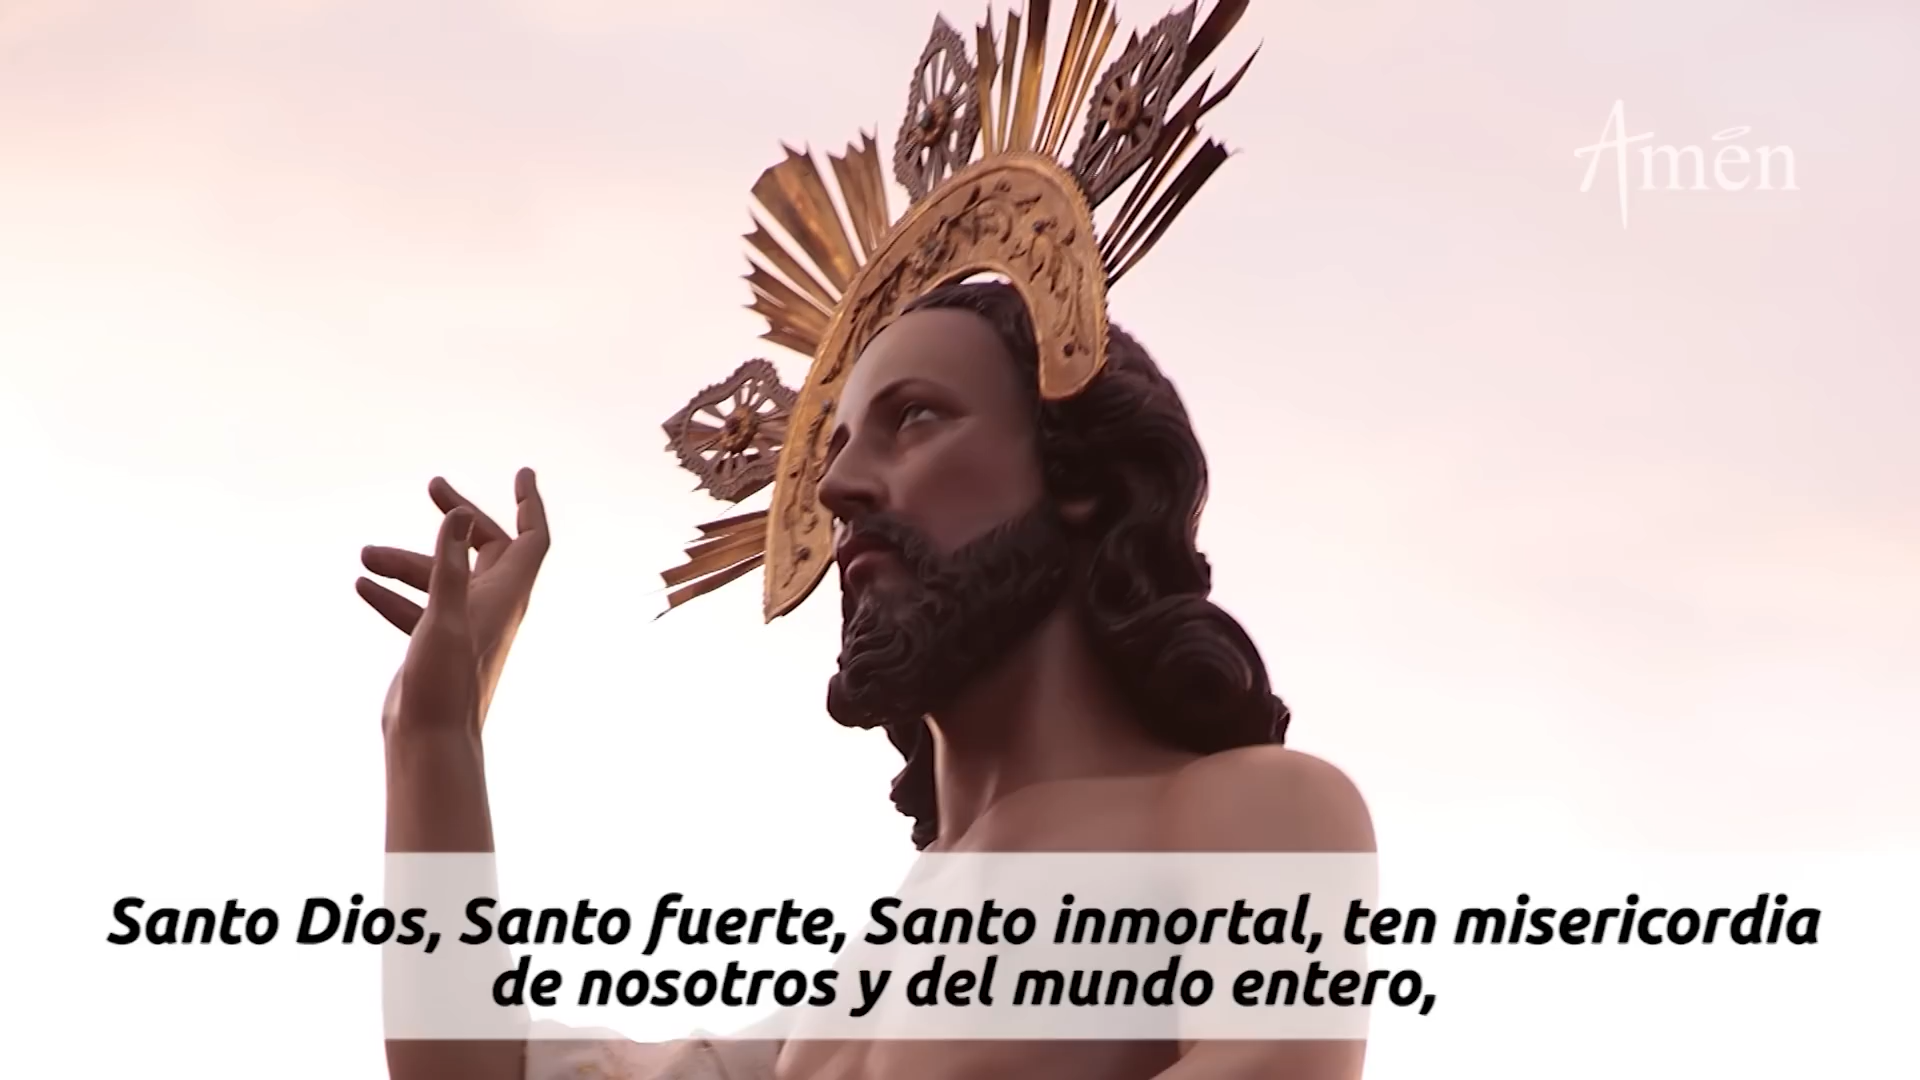 Amén
Santo Dios, Santo fuerte, Santo inmortal, ten misericordia
de nosotros y del mundo entero,